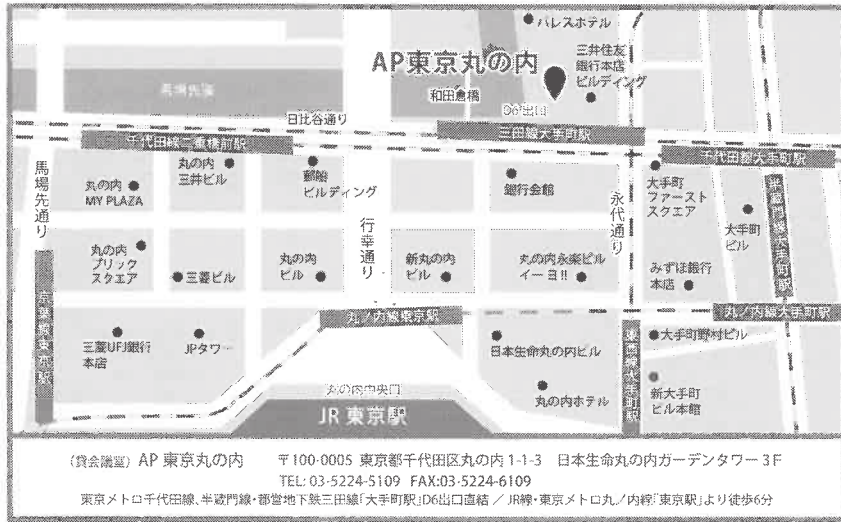 パレスホテル
AP東京丸の内
三井住友
銀行本店
ビルディング
馬場先濠
和田倉橋
D6出口
日比谷通り
千代田線二重橋前駅
三田線大手町駅
千代田線大手町駅
馬場先通り
丸の内
MY PLAZA
丸の内
三井ビル
郵船
ビルディング
行幸通り
銀行会館
永代通り
大手町
ファースト
スクエア
大手町
ビル
半蔵門線大手町駅
丸の内
ブリック
スクエア
三菱ビル
丸の内
ビル
新丸の内
ビル
丸の内永楽ビル
イーヨ!!
みずほ銀行
本店
京葉線東京駅
丸ノ内線東京駅
丸ノ内線大手町駅
三菱UFJ銀行
本店
JPタワー
日本生命丸の内ビル
東西線大手町駅
大手町野村ビル
丸の内中央口
JR 東京駅
丸の内ホテル
新大手町
ビル本館
(貸会議室) AP 東京丸の内 〒100-0005 東京都千代田区丸の内 1-1-3 日本生命丸の内ガーデンタワー 3F
TEL: 03-5224-5109 FAX:03-5224-6109
東京メトロ千代田線、半蔵門線・都営地下鉄三田線「大手町駅」D6出口直結 / JR線・東京メトロ丸ノ内線「東京駅」より徒歩6分